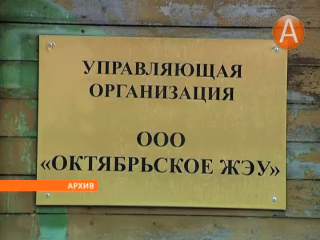 А
УПРАВЛЯЮЩАЯ
ОРГАНИЗАЦИЯ
ООО
«ОКТЯБРЬСКОЕ ЖЭУ»
АРХИВ